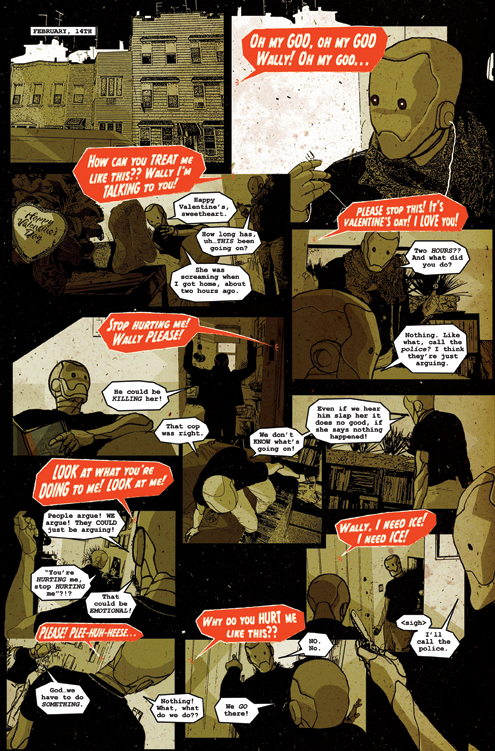 FEBRUARY, 14TH
OH MY GOD, OH MY GOD
WALLY! OH MY GOD...
HOW CAN YOU TREAT ME
LIKE THIS?? WALLY I'M
TALKING TO YOU!
Happy
Valentine's
Day
Happy
Valentine's,
sweetheart.
How long has,
uh…THIS been
going on?
She was
screaming when
I got home, about
two hours ago.
PLEASE STOP THIS! IT'S
VALENTINE'S DAY! I LOVE YOU!
Two HOURS??
And what did
you do?
Nothing. Like
what, call the
police? I think
they're just
arguing.
STOP HURTING ME!
WALLY PLEASE!
He could be
KILLING her!
That cop
was right.
We don't
KNOW what's
going on!
Even if we hear
him slap her it
does no good, if
she says nothing
happened!
LOOK AT WHAT YOU'RE
DOING TO ME! LOOK AT ME!
People argue! WE
argue! They COULD
just be arguing!
"You're
HURTING me,
stop HURTING
me"?!?
That
could be
EMOTIONAL!
WALLY, I NEED ICE!
I NEED ICE!
<sigh>
I'll
call the
police.
PLEASE! PLEE-HUH-HEESE...
God…we
have to do
SOMETHING.
Nothing!
What, what
do we do??
WHY DO YOU HURT ME
LIKE THIS??
NO.
No.
We GO
there!